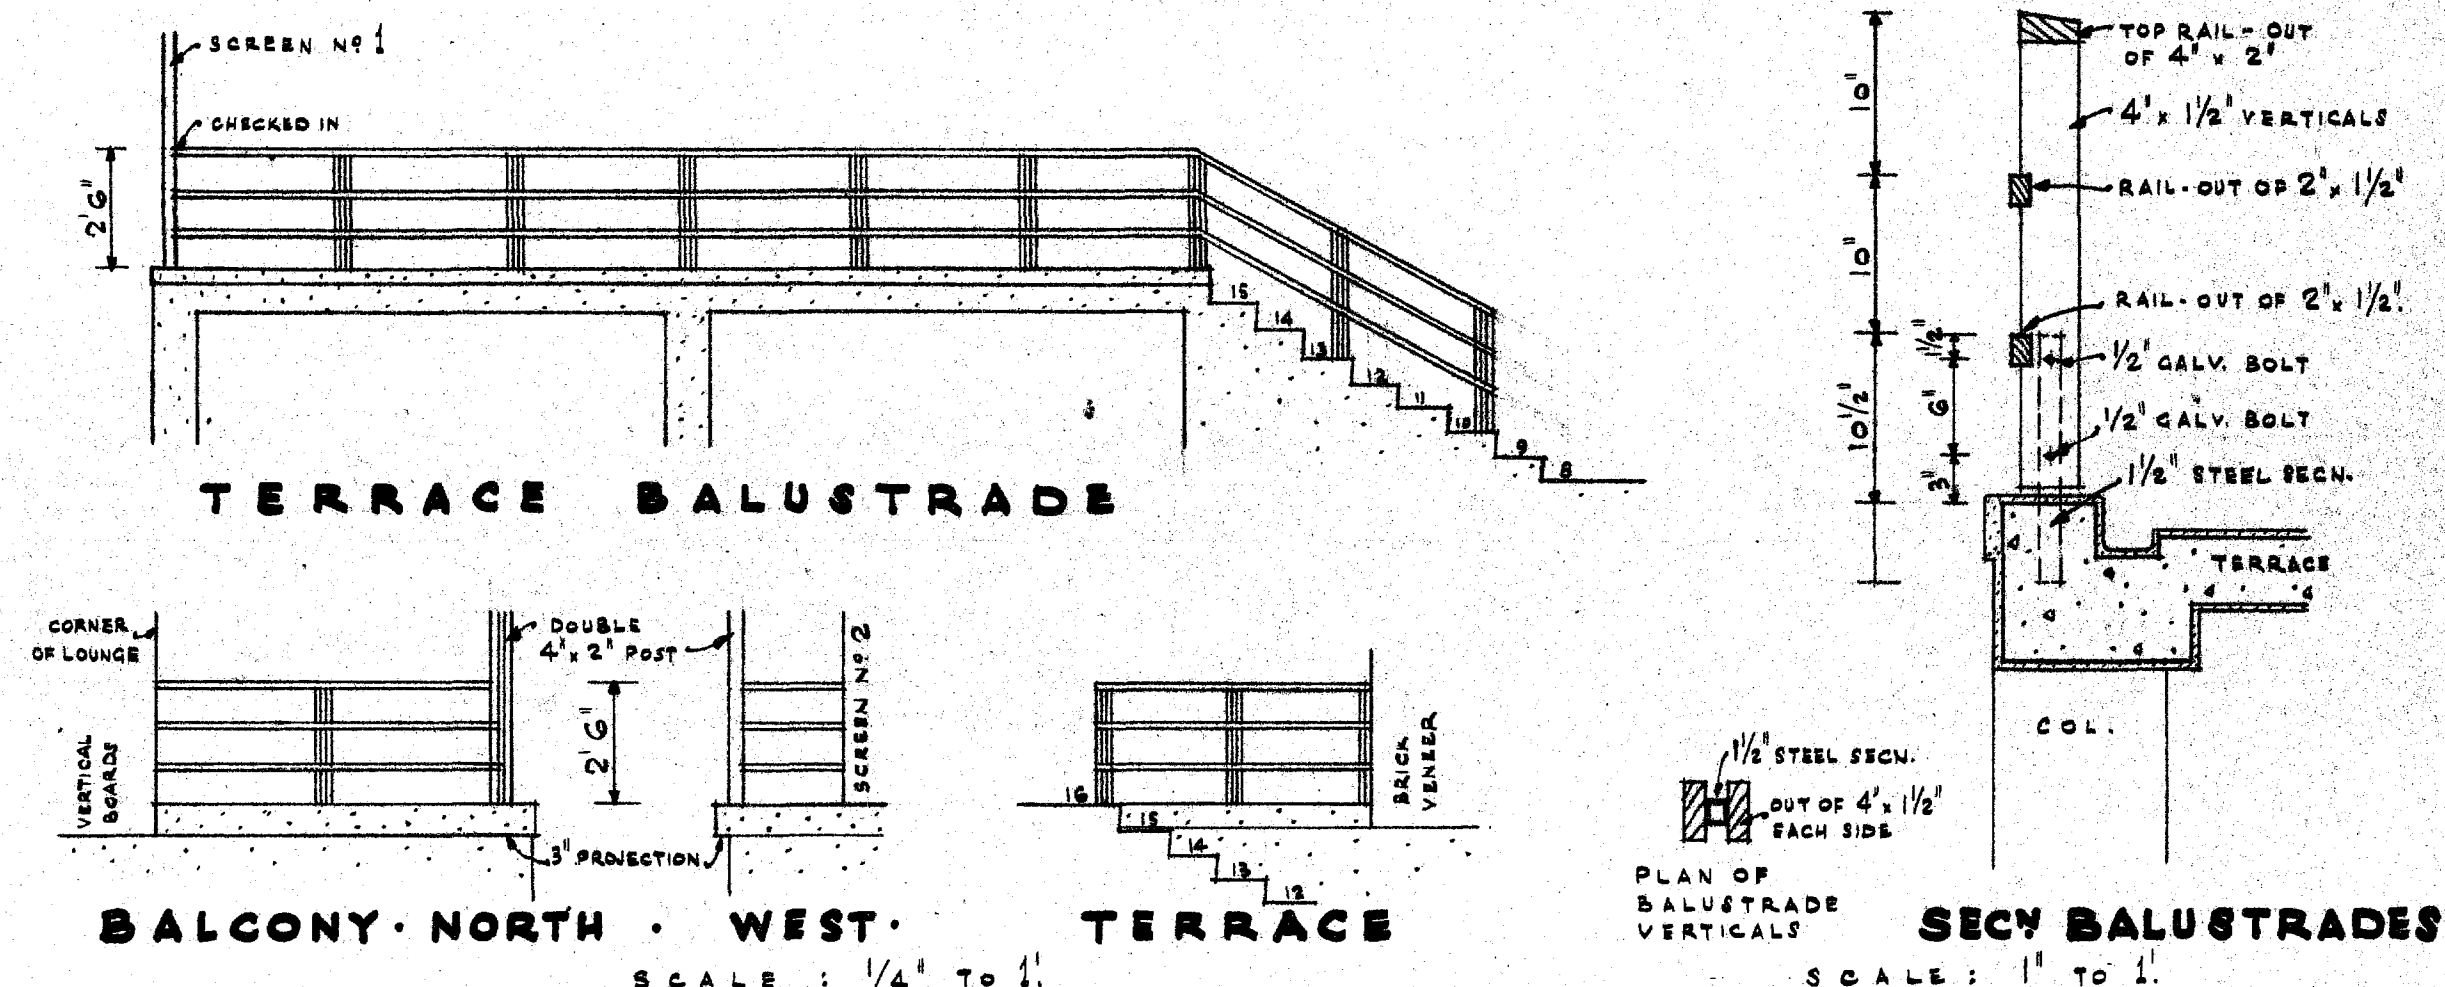 SCREEN Nº 1
CHECKED IN
2' 6"
15
14
13
12
11
10
9
8
TERRACE BALUSTRADE
CORNER
OF LOUNGE
VERTICAL
BOARDS
DOUBLE
4" x 2" POST
2' 6"
SCREEN Nº 2
3" PROJECTION
BALCONY · NORTH · WEST ·
16
15
14
13
12
BRICK
VENEER
TERRACE
SCALE : 1/4" TO 1'.
TOP RAIL - OUT
OF 4" x 2"
4" x 1 1/2" VERTICALS
RAIL - OUT OF 2" x 1 1/2"
RAIL - OUT OF 2" x 1 1/2".
1/2" GALV. BOLT
1/2" GALV. BOLT
1 1/2" STEEL SECN.
10"
10"
10 1/2"
1 1/2"
6"
3"
TERRACE
COL.
1 1/2" STEEL SECN.
OUT OF 4" x 1 1/2"
EACH SIDE
PLAN OF
BALUSTRADE
VERTICALS
SECN. BALUSTRADES
SCALE : 1" TO 1'.